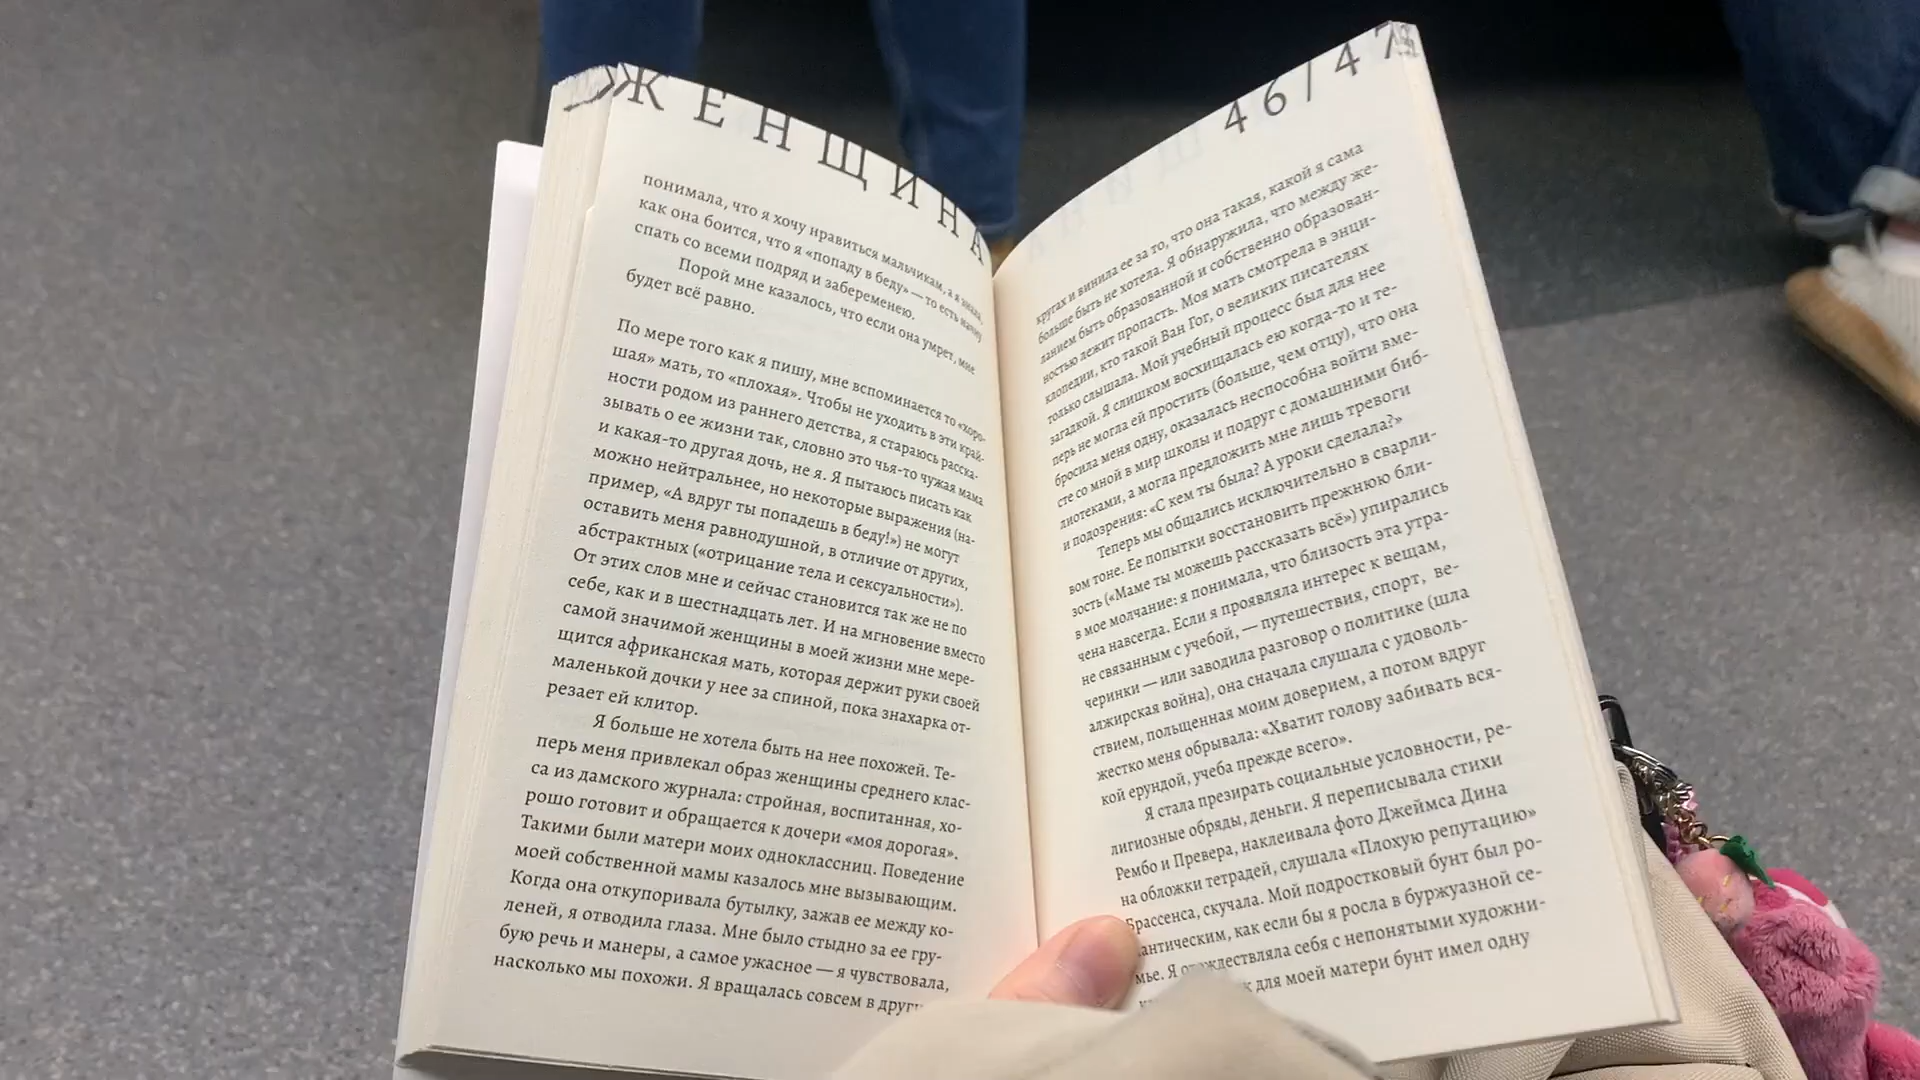 ЖЕНЩИНА
понимала, что я хочу нравиться мальчикам, а я знала,
как она боится, что я «попаду в беду» — то есть начну
спать со всеми подряд и забеременею.
Порой мне казалось, что если она умрет, мне
будет всё равно.
По мере того как я пишу, мне вспоминается то «хоро-
шая» мать, то «плохая». Чтобы не уходить в эти край-
ности родом из раннего детства, я стараюсь расска-
зывать о ее жизни так, словно это чья-то чужая мама
и какая-то другая дочь, не я. Я пытаюсь писать как
можно нейтральнее, но некоторые выражения (на-
пример, «А вдруг ты попадешь в беду!») не могут
оставить меня равнодушной, в отличие от других,
абстрактных («отрицание тела и сексуальности»).
От этих слов мне и сейчас становится так же не по
себе, как и в шестнадцать лет. И на мгновение вместо
самой значимой женщины в моей жизни мне мере-
щится африканская мать, которая держит руки своей
маленькой дочки у нее за спиной, пока знахарка от-
резает ей клитор.
Я больше не хотела быть на нее похожей. Те-
перь меня привлекал образ женщины среднего клас-
са из дамского журнала: стройная, воспитанная, хо-
рошо готовит и обращается к дочери «моя дорогая».
Такими были матери моих одноклассниц. Поведение
моей собственной мамы казалось мне вызывающим.
Когда она откупоривала бутылку, зажав ее между ко-
леней, я отводила глаза. Мне было стыдно за ее гру-
бую речь и манеры, а самое ужасное — я чувствовала,
насколько мы похожи. Я вращалась совсем в други
46/47
кругах и винила ее за то, что она такая, какой я сама
больше быть не хотела. Я обнаружила, что между же-
ланием быть образованной и собственно образован-
ностью лежит пропасть. Моя мать смотрела в энци-
клопедии, кто такой Ван Гог, о великих писателях
только слышала. Мой учебный процесс был для нее
загадкой. Я слишком восхищалась ею когда-то и те-
перь не могла ей простить (больше, чем отцу), что она
бросила меня одну, оказалась неспособна войти вме-
сте со мной в мир школы и подруг с домашними биб-
лиотеками, а могла предложить мне лишь тревоги
и подозрения: «С кем ты была? А уроки сделала?»
Теперь мы общались исключительно в сварли-
вом тоне. Ее попытки восстановить прежнюю бли-
зость («Маме ты можешь рассказать всё») упирались
в мое молчание: я понимала, что близость эта утра-
чена навсегда. Если я проявляла интерес к вещам,
не связанным с учебой, — путешествия, спорт, ве-
черинки — или заводила разговор о политике (шла
алжирская война), она сначала слушала с удоволь-
ствием, польщенная моим доверием, а потом вдруг
жестко меня обрывала: «Хватит голову забивать вся-
кой ерундой, учеба прежде всего».
Я стала презирать социальные условности, ре-
лигиозные обряды, деньги. Я переписывала стихи
Рембо и Превера, наклеивала фото Джеймса Дина
на обложки тетрадей, слушала «Плохую репутацию»
Брассенса, скучала. Мой подростковый бунт был ро-
мантическим, как если бы я росла в буржуазной се-
мье. Я отождествляла себя с непонятыми художни-
для моей матери бунт имел одну